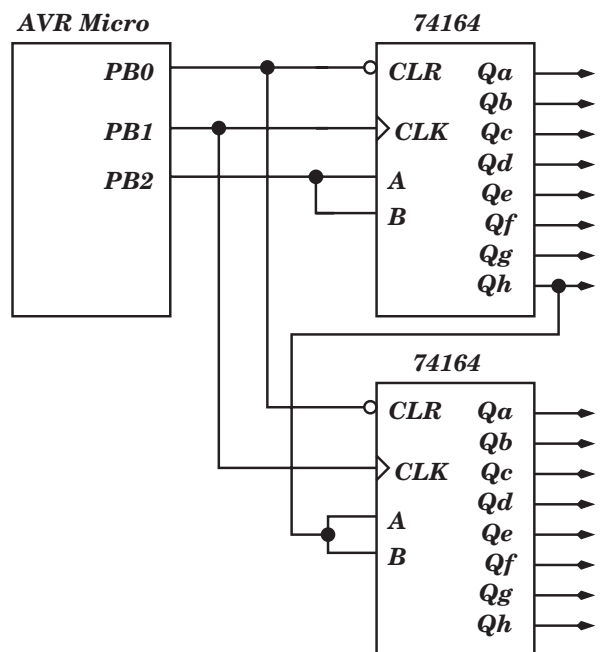 AVR Micro
PB0
PB1
PB2
74164
CLR
CLK
A
B
Qa
Qb
Qc
Qd
Qe
Qf
Qg
Qh
74164
CLR
CLK
A
B
Qa
Qb
Qc
Qd
Qe
Qf
Qg
Qh